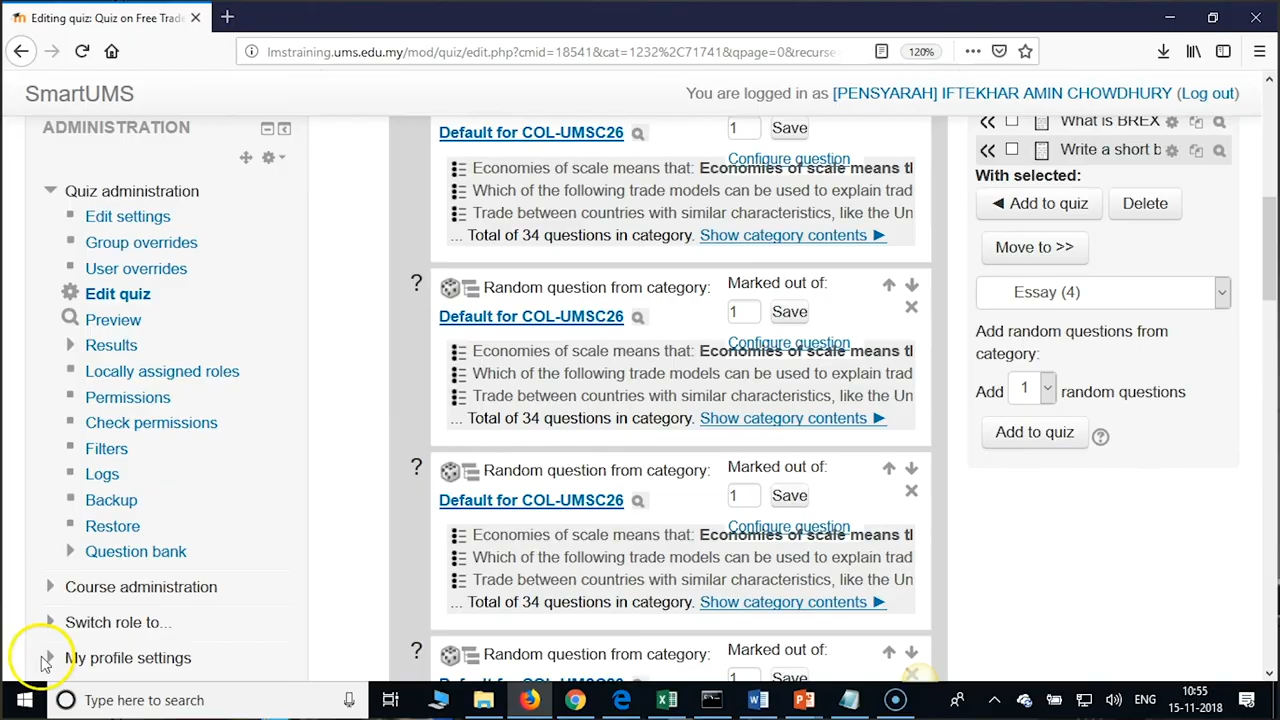 Editing quiz: Quiz on Free Trade
lmstraining.ums.edu.my/mod/quiz/edit.php?cmid=18541&cat=1232%2C71741&qpage=0&recurse
120%
SmartUMS
You are logged in as [PENSYARAH] IFTEKHAR AMIN CHOWDHURY (Log out)
ADMINISTRATION
Quiz administration
Edit settings
Group overrides
User overrides
Edit quiz
Preview
Results
Locally assigned roles
Permissions
Check permissions
Filters
Logs
Backup
Restore
Question bank
Course administration
Switch role to...
My profile settings
Default for COL-UMSC26
1 Save
Configure question
Economies of scale means that: Economies of scale means tl
Which of the following trade models can be used to explain trad
Trade between countries with similar characteristics, like the Un
... Total of 34 questions in category. Show category contents ►
? Random question from category:
Marked out of:
Default for COL-UMSC26
1 Save
Configure question
Economies of scale means that: Economies of scale means tl
Which of the following trade models can be used to explain trad
Trade between countries with similar characteristics, like the Un
... Total of 34 questions in category. Show category contents ►
? Random question from category:
Marked out of:
Default for COL-UMSC26
1 Save
Configure question
Economies of scale means that: Economies of scale means tl
Which of the following trade models can be used to explain trad
Trade between countries with similar characteristics, like the Un
... Total of 34 questions in category. Show category contents ►
? Random question from category:
Marked out of:
1 Save
What is BREX
Write a short b
With selected:
◄ Add to quiz
Delete
Move to >>
Essay (4)
Add random questions from
category:
Add 1 random questions
Add to quiz
Type here to search
ENG
10:55
15-11-2018